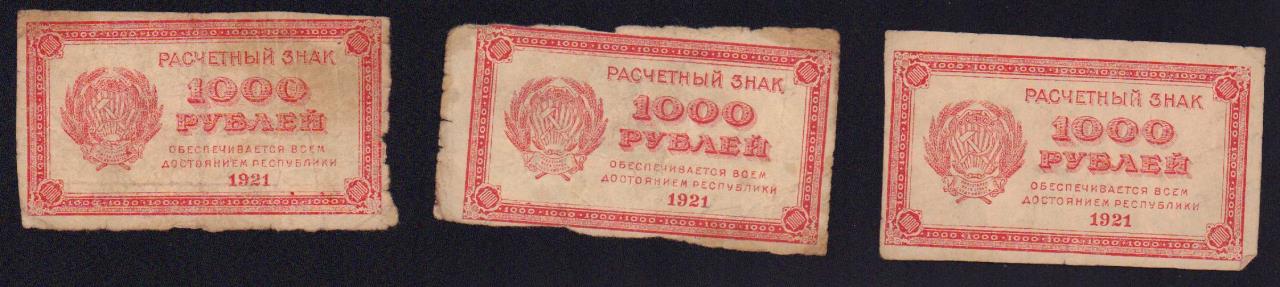 РАСЧЕТНЫЙ ЗНАК
1000
РУБЛЕЙ
ОБЕСПЕЧИВАЕТСЯ ВСЕМ
ДОСТОЯНИЕМ РЕСПУБЛИКИ
1921
РАСЧЕТНЫЙ ЗНАК
1000
РУБЛЕЙ
ОБЕСПЕЧИВАЕТСЯ ВСЕМ
ДОСТОЯНИЕМ РЕСПУБЛИКИ
1921
РАСЧЕТНЫЙ ЗНАК
1000
РУБЛЕЙ
ОБЕСПЕЧИВАЕТСЯ ВСЕМ
ДОСТОЯНИЕМ РЕСПУБЛИКИ
1921